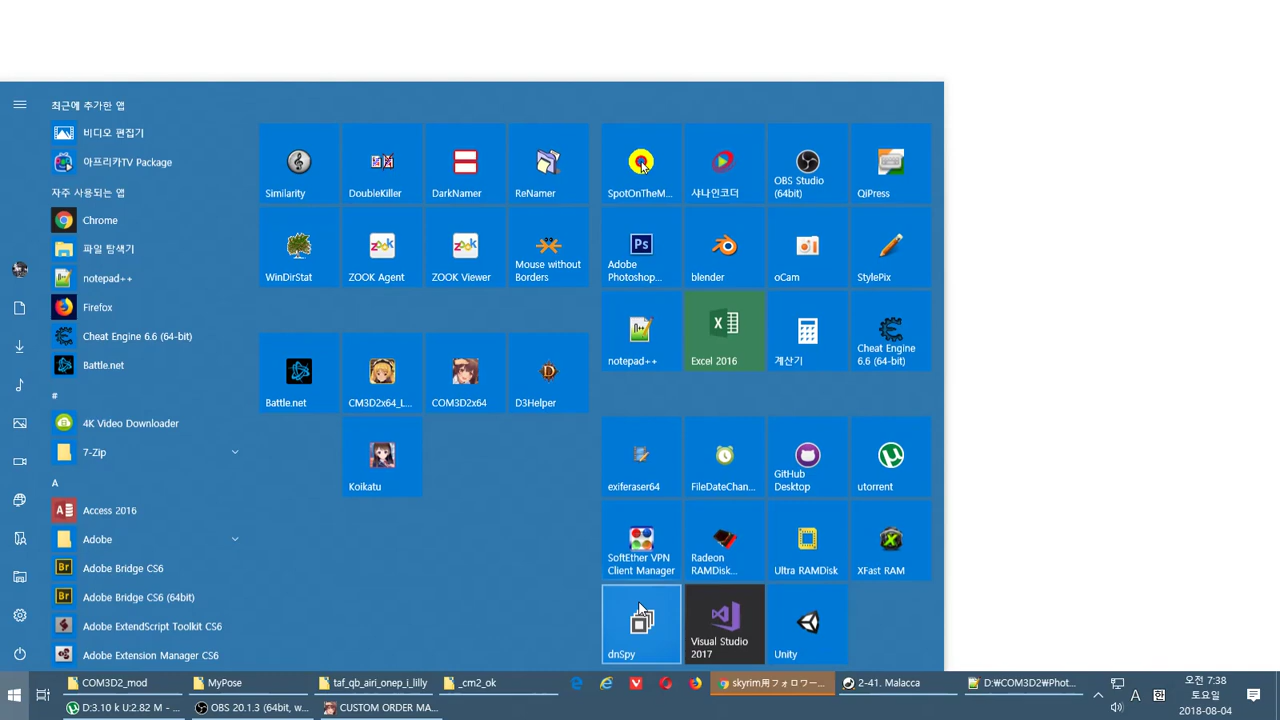 최근에 추가한 앱
비디오 편집기
아프리카TV Package
자주 사용되는 앱
Chrome
파일 탐색기
notepad++
Firefox
Cheat Engine 6.6 (64-bit)
Battle.net
#
4K Video Downloader
7-Zip
A
Access 2016
Adobe
Adobe Bridge CS6
Adobe Bridge CS6 (64bit)
Adobe ExtendScript Toolkit CS6
Adobe Extension Manager CS6
Similarity
DoubleKiller
DarkNamer
ReNamer
WinDirStat
ZOOK Agent
ZOOK Viewer
Mouse without
Borders
Battle.net
CM3D2x64_L...
COM3D2x64
D3Helper
Koikatu
SpotOnTheM...
샤나인코더
OBS Studio
(64bit)
QiPress
Adobe
Photoshop...
blender
oCam
StylePix
notepad++
Excel 2016
계산기
Cheat Engine
6.6 (64-bit)
exiferaser64
FileDateChan...
GitHub
Desktop
utorrent
SoftEther VPN
Client Manager
Radeon
RAMDisk...
Ultra RAMDisk
XFast RAM
dnSpy
Visual Studio
2017
Unity
COM3D2_mod
MyPose
taf_qb_airi_onep_i_lilly
_cm2_ok
skyrim用フォロワー...
2-41. Malacca
D:₩COM3D2₩Phot...
D:3.10 k U:2.82 M - ...
OBS 20.1.3 (64bit, w...
CUSTOM ORDER MA...
A
한
오전 7:38
토요일
2018-08-04